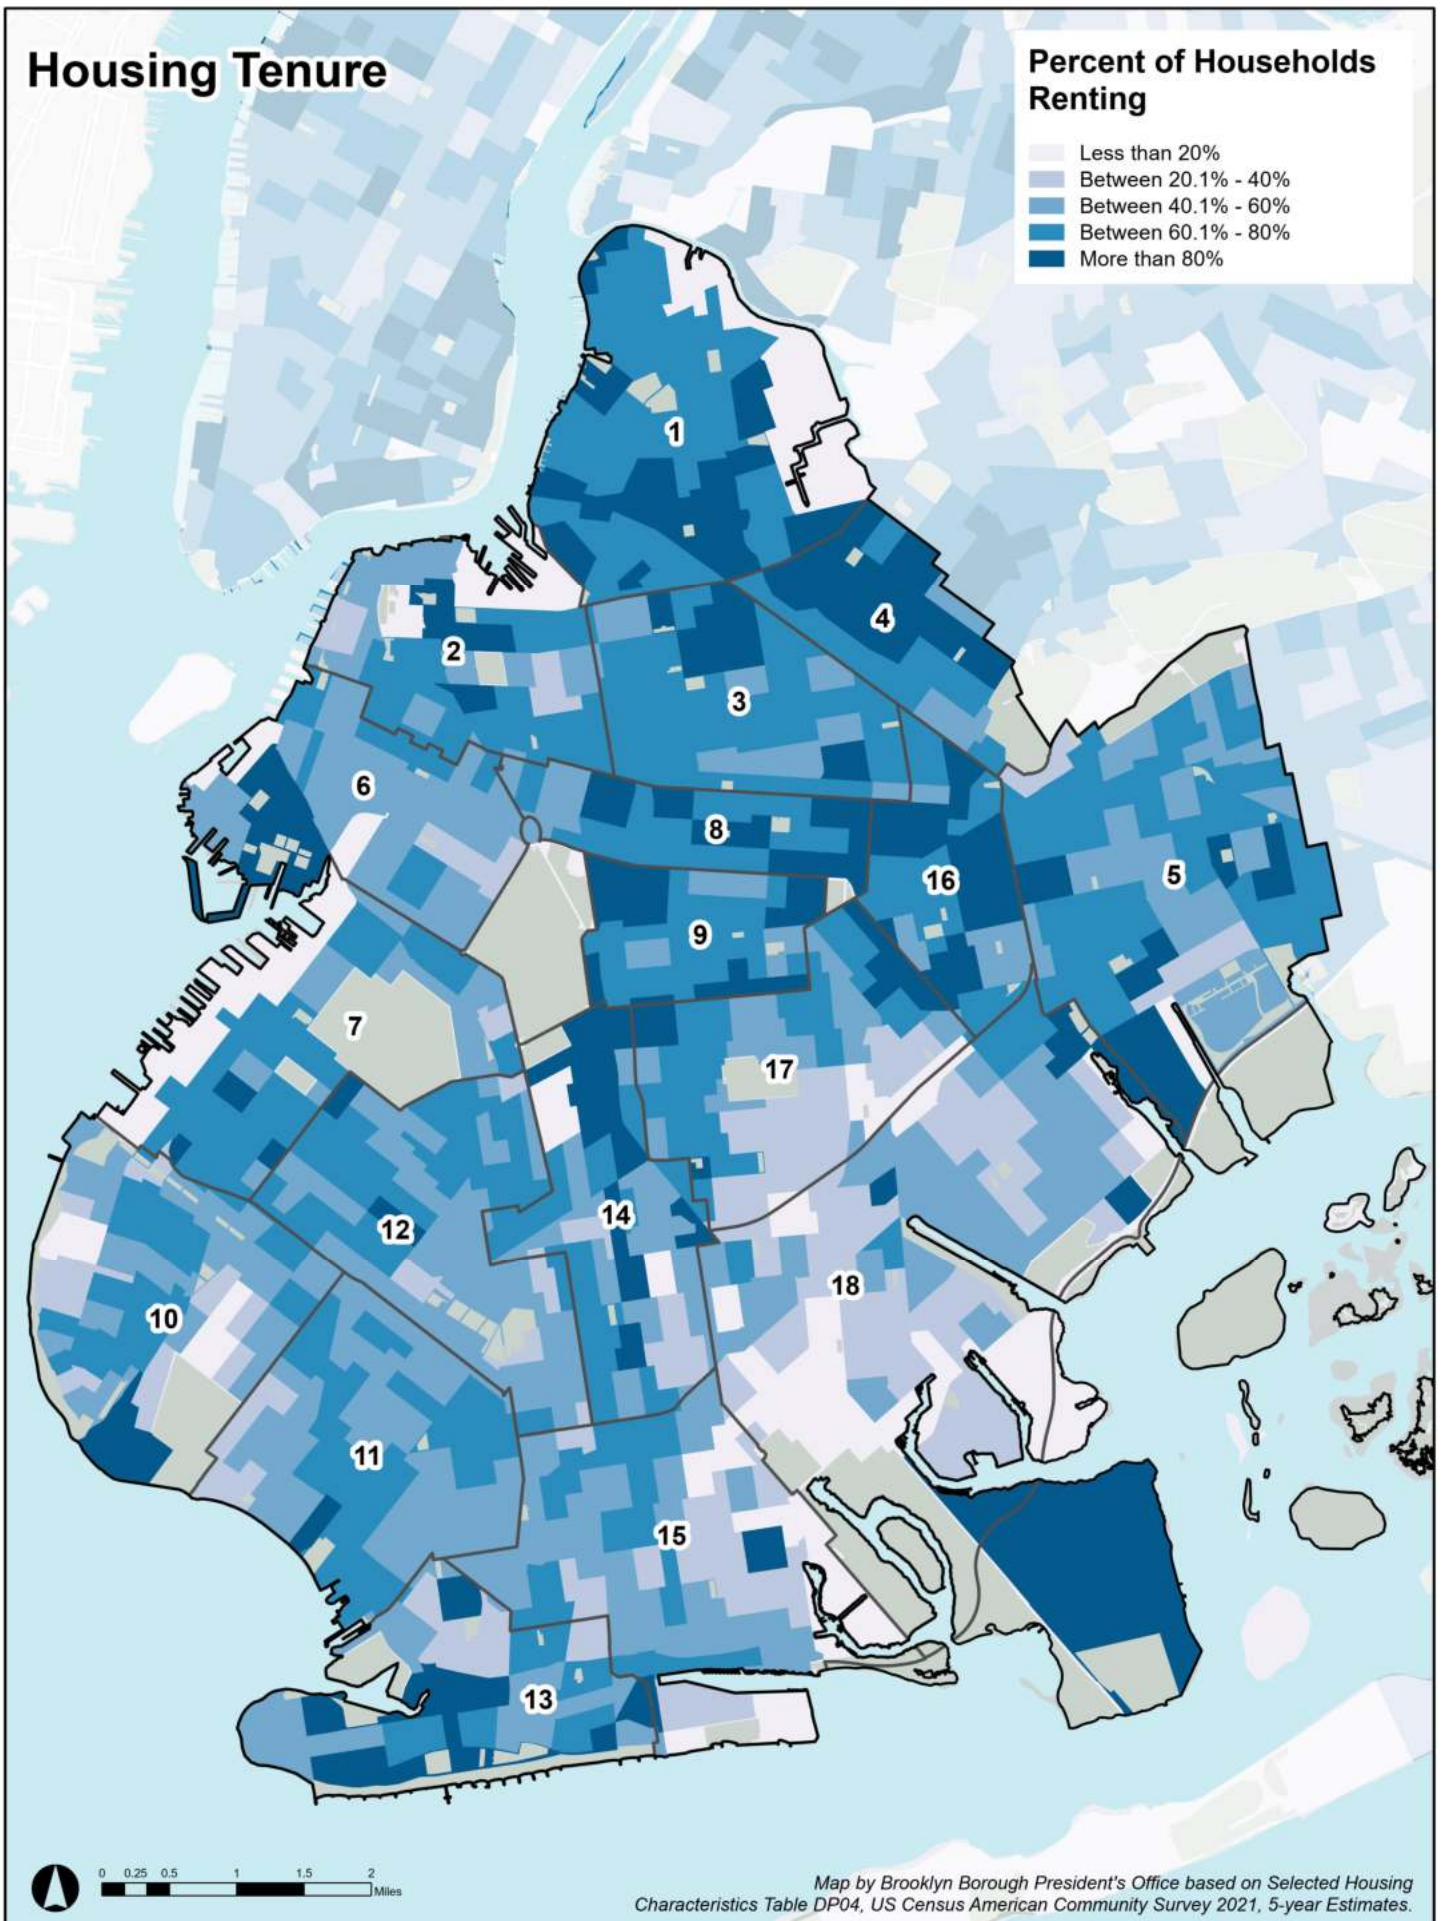 Housing Tenure
Percent of Households
Renting
Less than 20%
Between 20.1% - 40%
Between 40.1% - 60%
Between 60.1% - 80%
More than 80%
1
4
2
3
6
8
5
16
9
7
17
14
12
18
10
11
15
13
0 0.25 0.5 1 1.5 2
Miles
Map by Brooklyn Borough President's Office based on Selected Housing
Characteristics Table DP04, US Census American Community Survey 2021, 5-year Estimates.